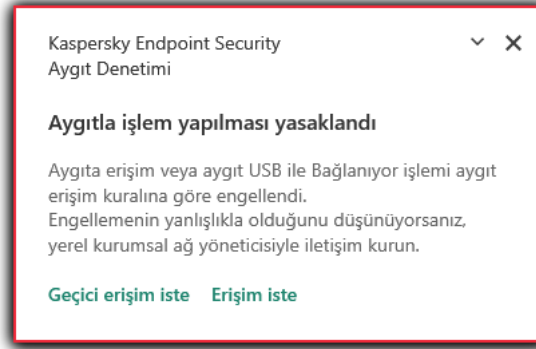 Kaspersky Endpoint Security
Aygıt Denetimi
Aygıtla işlem yapılması yasaklandı
Aygıta erişim veya aygıt USB ile Bağlanıyor işlemi aygıt
erişim kuralına göre engellendi.
Engellemenin yanlışlıkla olduğunu düşünüyorsanız,
yerel kurumsal ağ yöneticisiyle iletişim kurun.
Geçici erişim iste Erişim iste